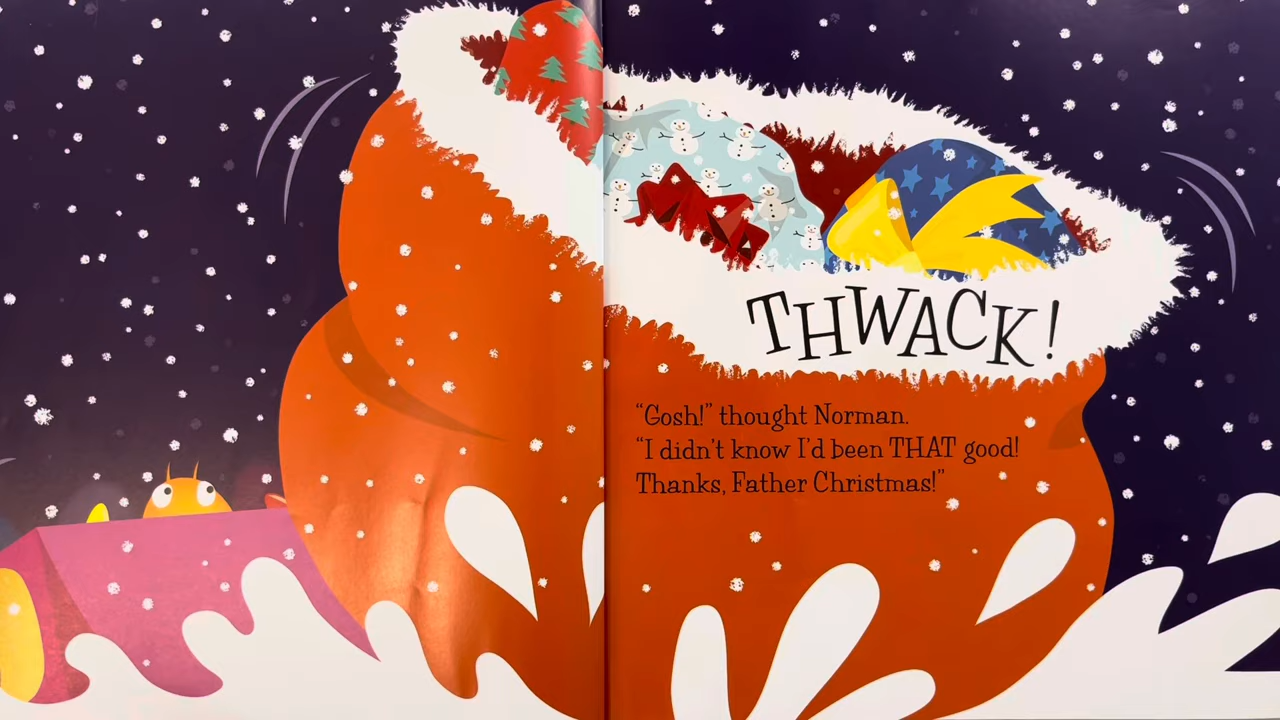 THWACK!
“Gosh!” thought Norman.
“I didn’t know I’d been THAT good!
Thanks, Father Christmas!”